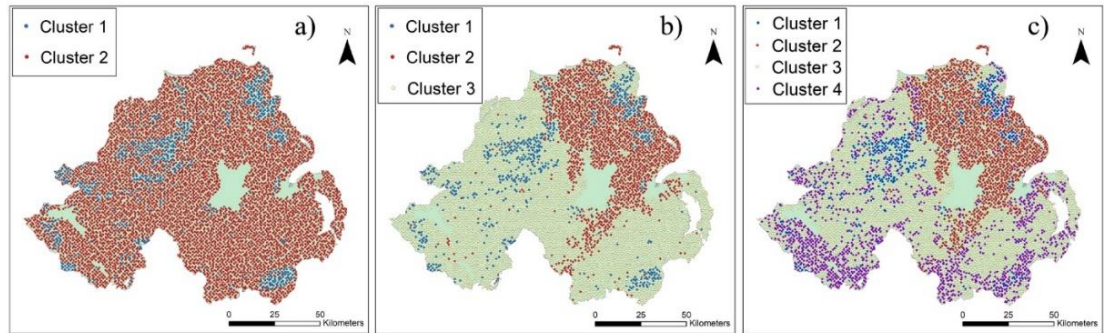 Cluster 1
Cluster 2
a)
N
0 25 50
Kilometers
Cluster 1
Cluster 2
Cluster 3
b)
N
0 25 50
Kilometers
Cluster 1
Cluster 2
Cluster 3
Cluster 4
c)
N
0 25 50
Kilometers